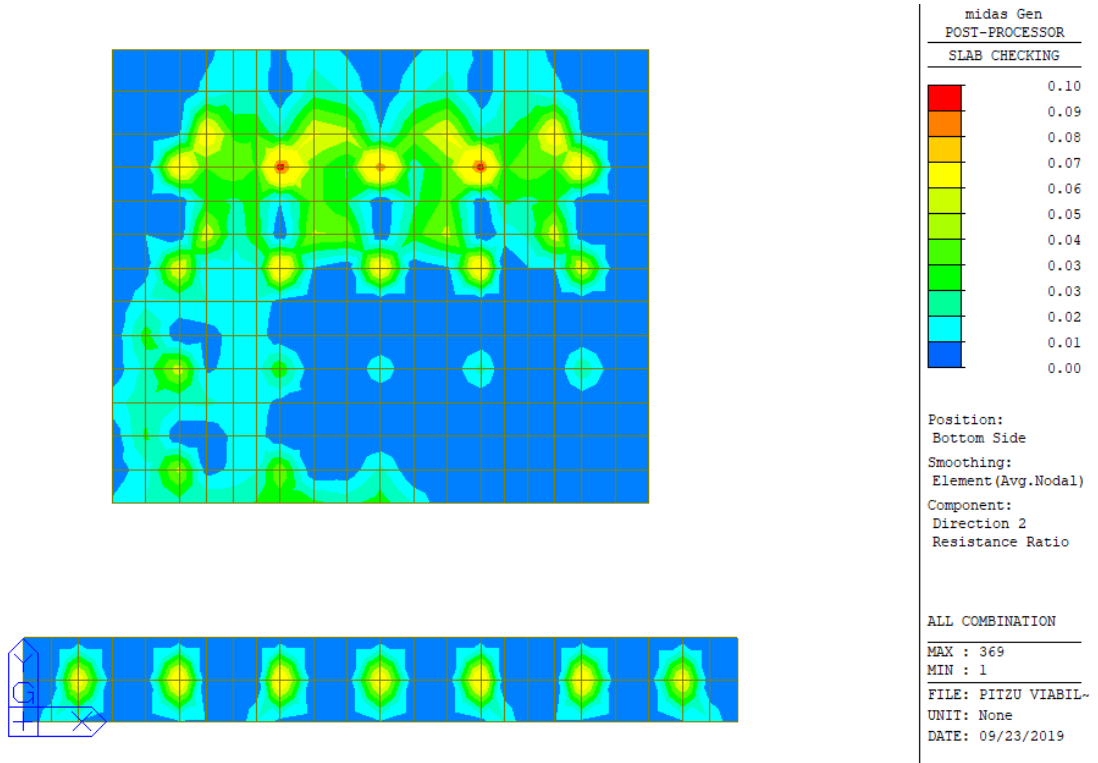 midas Gen
POST-PROCESSOR
SLAB CHECKING
0.10
0.09
0.08
0.07
0.06
0.05
0.04
0.03
0.03
0.02
0.01
0.00
Position:
Bottom Side
Smoothing:
Element(Avg.Nodal)
Component:
Direction 2
Resistance Ratio
ALL COMBINATION
MAX : 369
MIN : 1
FILE: PITZU VIABIL~
UNIT: None
DATE: 09/23/2019
Y
G
X